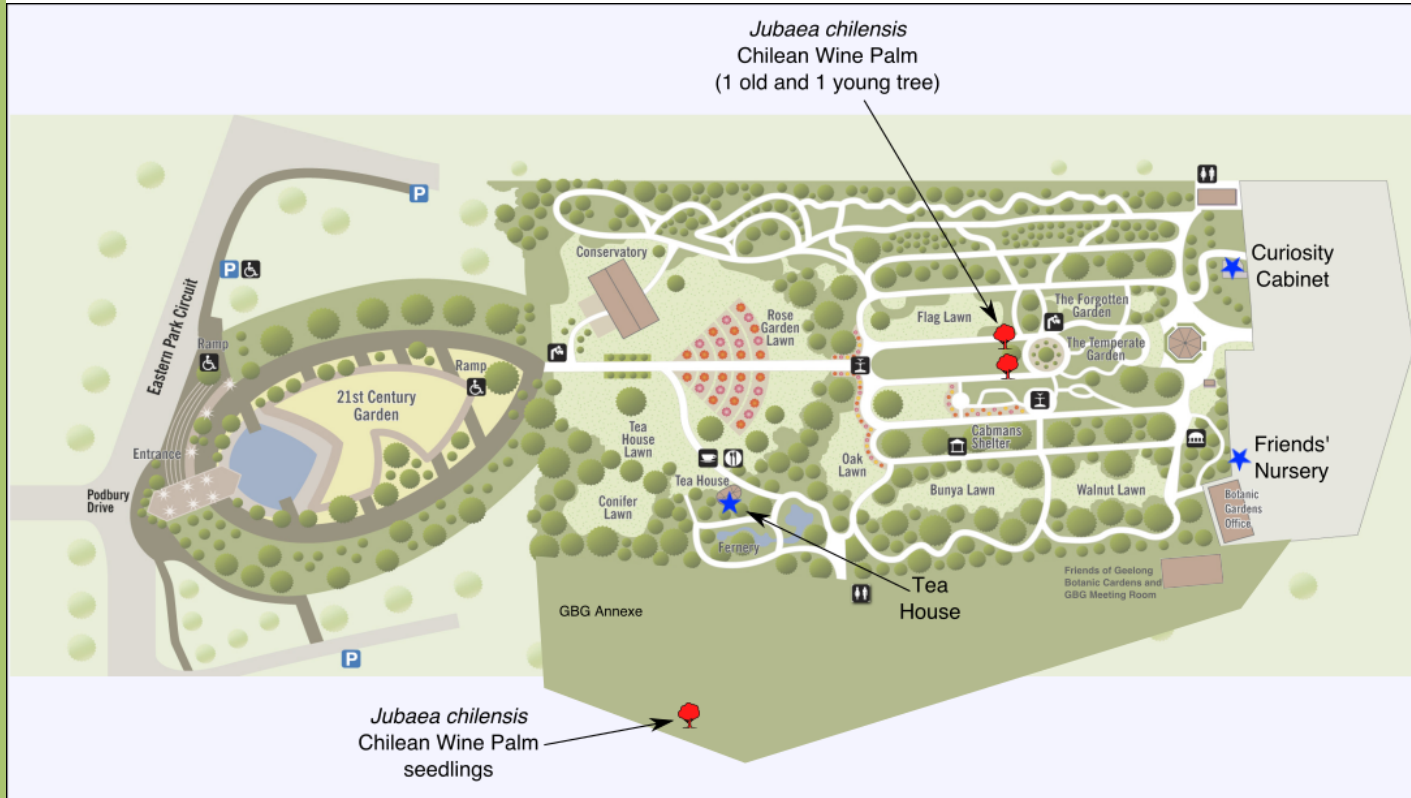 Jubaea chilensis
Chilean Wine Palm
(1 old and 1 young tree)
P
Curiosity
Cabinet
Conservatory
P
Eastern Park Circuit
The Forgotten
Garden
Rose
Garden
Lawn
Flag Lawn
The Temperate
Garden
Ramp
Ramp
21st Century
Garden
Tea
House
Lawn
Cabmans
Shelter
Oak
Lawn
Friends'
Nursery
Entrance
Tea House
Bunya Lawn
Walnut Lawn
Podbury
Drive
Conifer
Lawn
Botanic
Gardens
Office
Fernery
Friends of Geelong
Botanic Cardens and
GBG Meeting Room
Tea
House
GBG Annexe
P
Jubaea chilensis
Chilean Wine Palm
seedlings